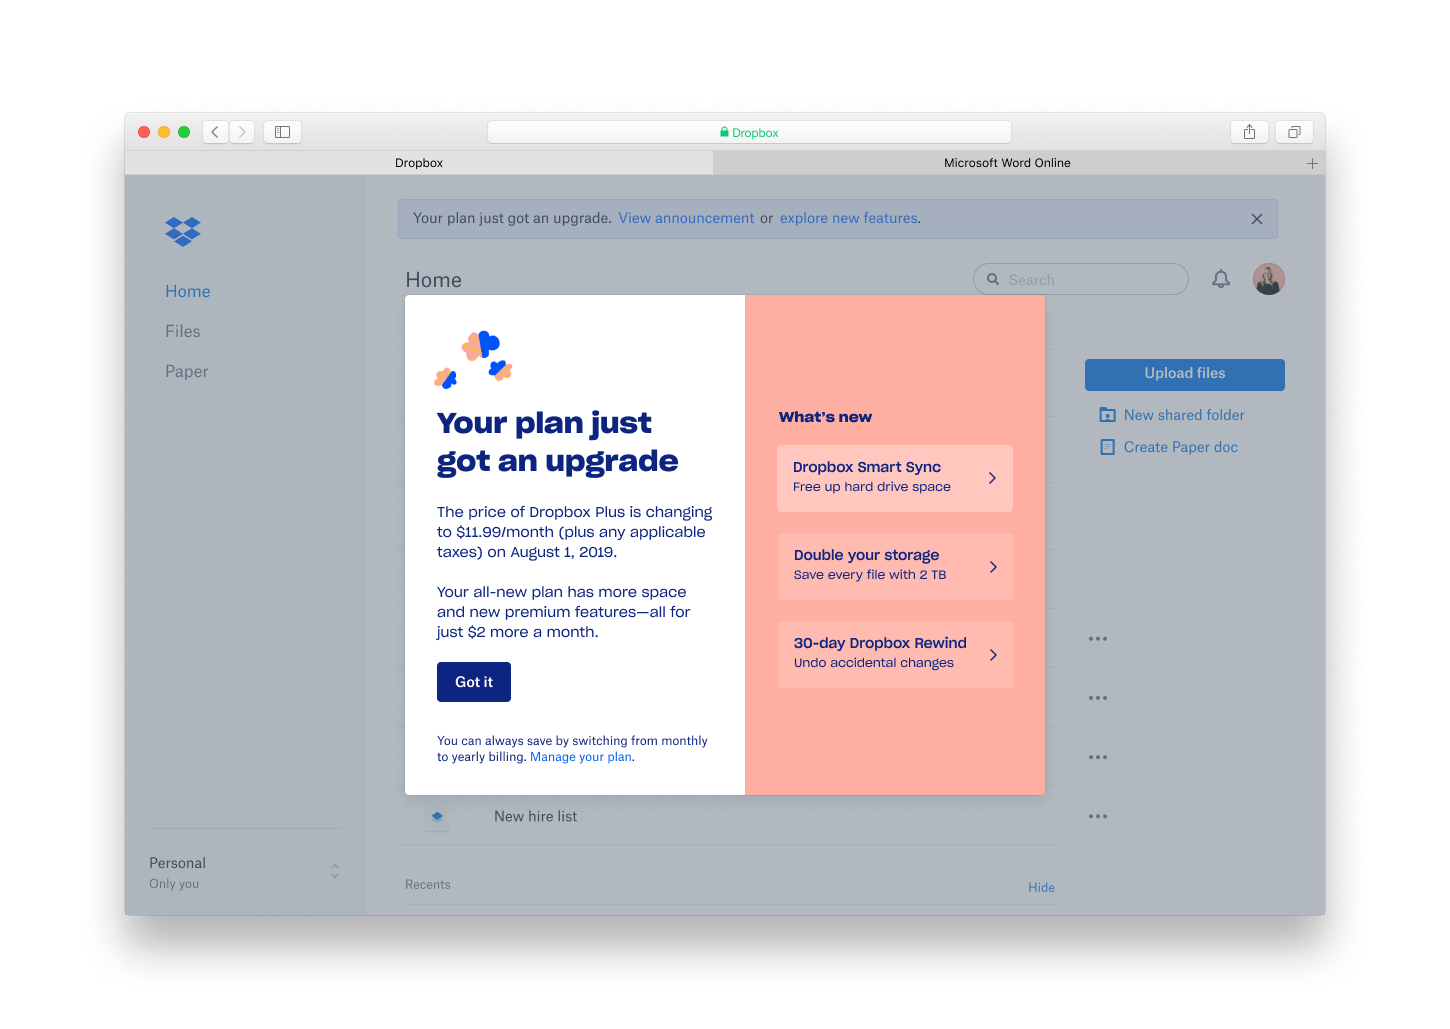 Dropbox
Dropbox
Microsoft Word Online
Your plan just got an upgrade. View announcement or explore new features.
Home
Search
Home
Files
Paper
Upload files
New shared folder
Create Paper doc
Your plan just
got an upgrade
The price of Dropbox Plus is changing
to $11.99/month (plus any applicable
taxes) on August 1, 2019.
Your all-new plan has more space
and new premium features—all for
just $2 more a month.
Got it
You can always save by switching from monthly
to yearly billing. Manage your plan.
What's new
Dropbox Smart Sync
Free up hard drive space
Double your storage
Save every file with 2 TB
30-day Dropbox Rewind
Undo accidental changes
New hire list
Personal
Only you
Recents
Hide